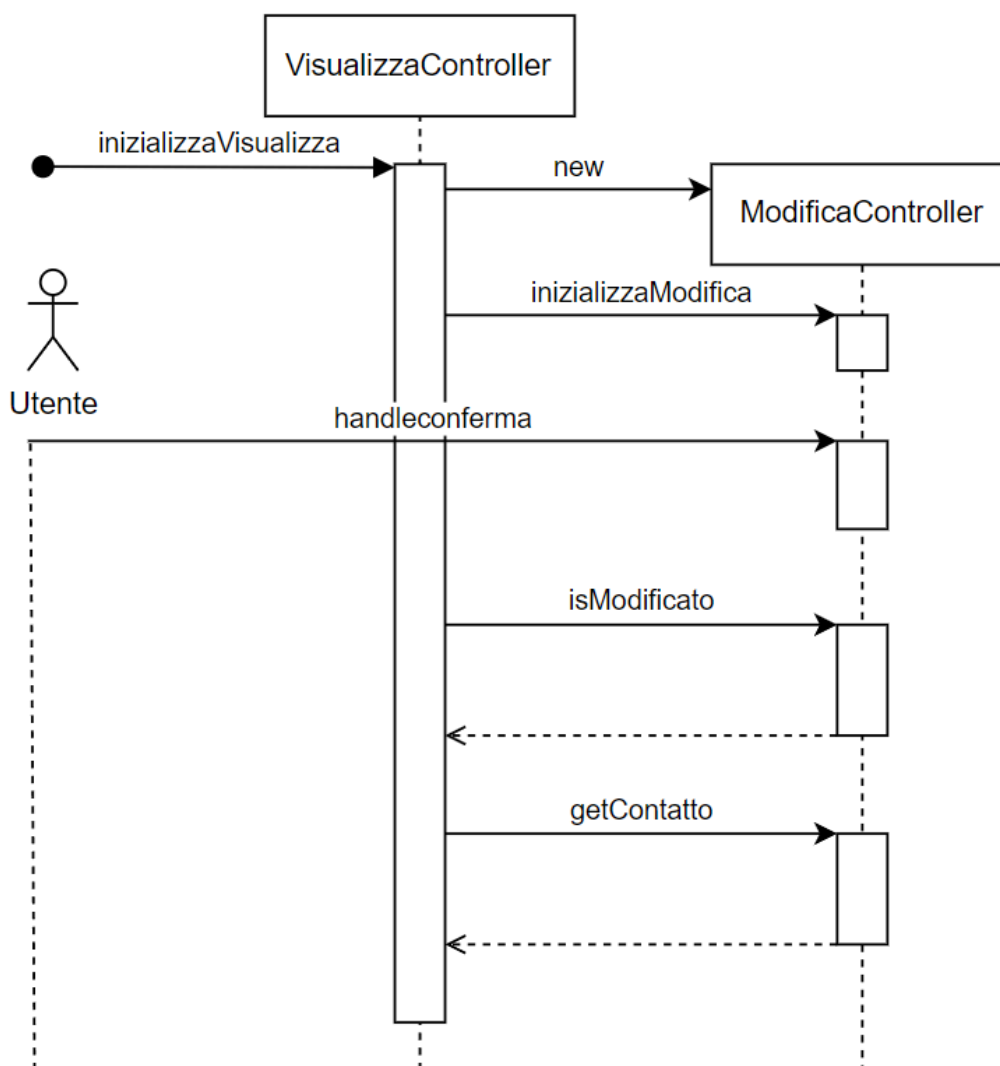 VisualizzaController
inizializzaVisualizza
new
ModificaController
inizializzaModifica
Utente
handleconferma
isModificato
getContatto